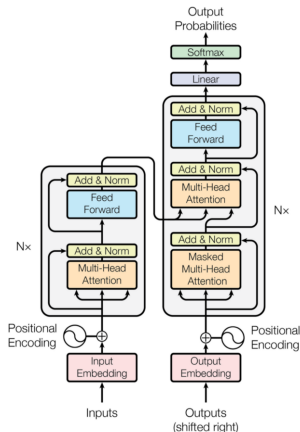 Output
Probabilities
Softmax
Linear
Add & Norm
Feed
Forward
Add & Norm
Multi-Head
Attention
Add & Norm
Masked
Multi-Head
Attention
Nx
Add & Norm
Feed
Forward
Add & Norm
Multi-Head
Attention
Nx
Positional
Encoding
Positional
Encoding
Input
Embedding
Output
Embedding
Inputs
Outputs
(shifted right)